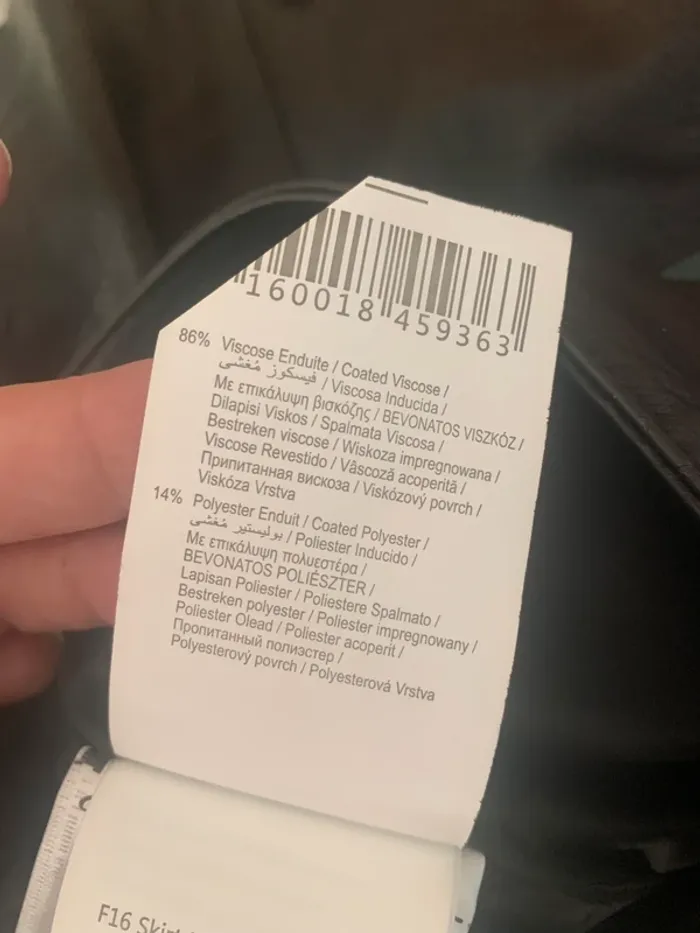 160018 459363
86% Viscose Enduite / Coated Viscose /
فيسكوز مُغشى / Viscosa Inducida /
Με επικάλυψη βισκόζης / BEVONATOS VISZKÓZ /
Dilapisi Viskos / Spalmata Viscosa /
Bestreken viscose / Wiskoza impregnowana /
Viscose Revestido / Vâscoză acoperită /
Припитанная вискоза / Viskózový povrch /
Viskóza Vrstva
14% Polyester Enduit / Coated Polyester /
بوليستير مُغشى / Poliester Inducido /
Με επικάλυψη πολυεστέρα /
BEVONATOS POLIÉSZTER /
Lapisan Poliester / Poliestere Spalmato /
Bestreken polyester / Poliester impregnowany /
Poliester Olead / Poliester acoperit /
Пропитанный полиэстер /
Polyesterový povrch / Polyesterová Vrstva
F16